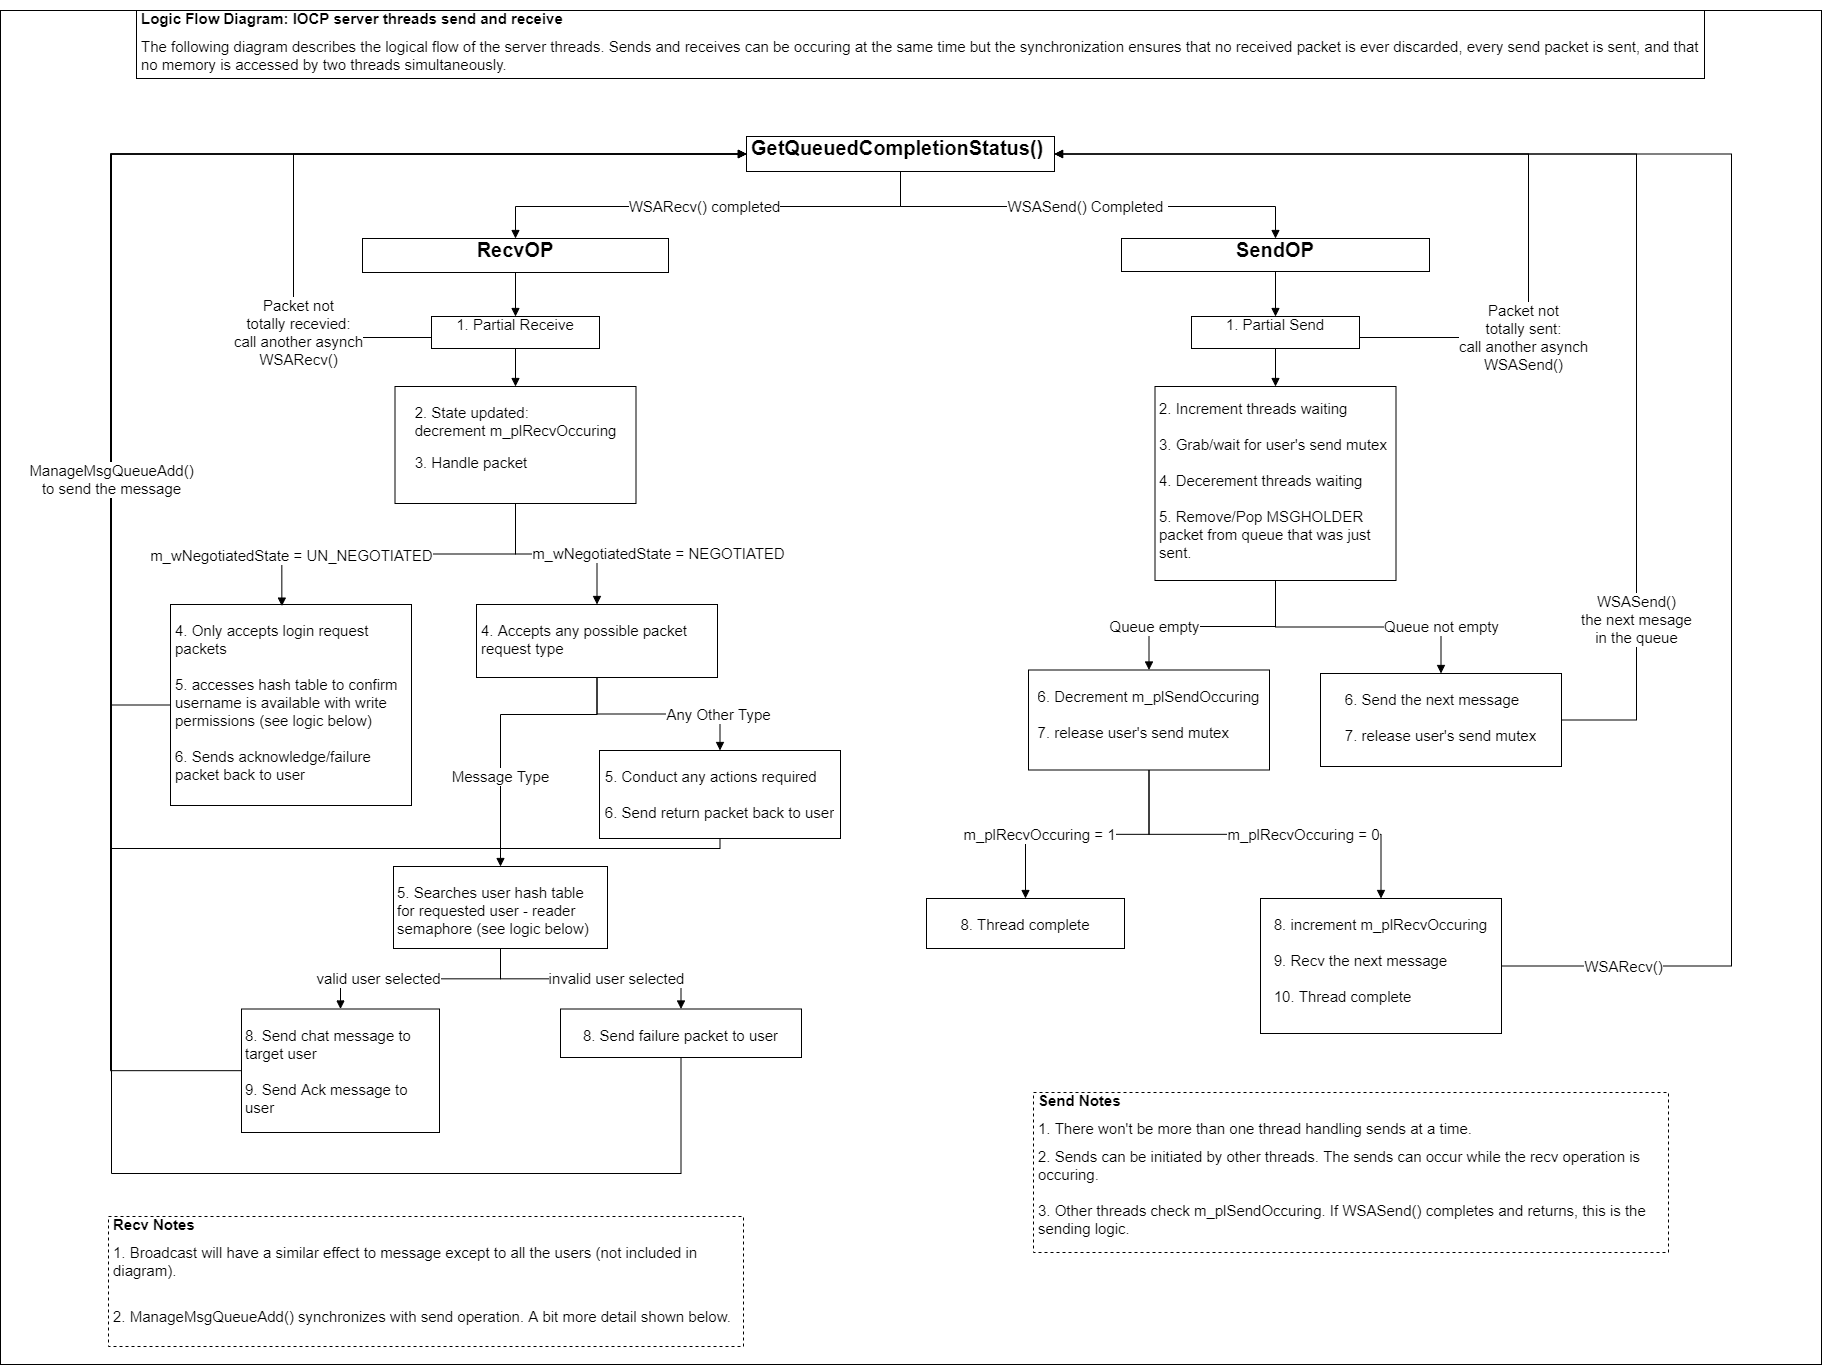 Logic Flow Diagram: IOCP server threads send and receive
The following diagram describes the logical flow of the server threads. Sends and receives can be occuring at the same time but the synchronization ensures that no received packet is ever discarded, every send packet is sent, and that
no memory is accessed by two threads simultaneously.
GetQueuedCompletionStatus()
WSARecv() completed
WSASend() Completed
RecvOP
SendOP
Packet not
totally recevied:
call another asynch
WSARecv()
1. Partial Receive
1. Partial Send
Packet not
totally sent:
call another asynch
WSASend()
ManageMsgQueueAdd()
to send the message
2. State updated:
decrement m_plRecvOccuring
3. Handle packet
2. Increment threads waiting
3. Grab/wait for user's send mutex
4. Decerement threads waiting
5. Remove/Pop MSGHOLDER
packet from queue that was just
sent.
m_wNegotiatedState = UN_NEGOTIATED
m_wNegotiatedState = NEGOTIATED
4. Only accepts login request
packets
5. accesses hash table to confirm
username is available with write
permissions (see logic below)
6. Sends acknowledge/failure
packet back to user
4. Accepts any possible packet
request type
Queue empty
Queue not empty
WSASend()
the next mesage
in the queue
6. Decrement m_plSendOccuring
7. release user's send mutex
6. Send the next message
7. release user's send mutex
Any Other Type
Message Type
5. Conduct any actions required
6. Send return packet back to user
m_plRecvOccuring = 1
m_plRecvOccuring = 0
5. Searches user hash table
for requested user - reader
semaphore (see logic below)
8. Thread complete
8. increment m_plRecvOccuring
9. Recv the next message
10. Thread complete
WSARecv()
valid user selected
invalid user selected
8. Send chat message to
target user
9. Send Ack message to
user
8. Send failure packet to user
Send Notes
1. There won't be more than one thread handling sends at a time.
2. Sends can be initiated by other threads. The sends can occur while the recv operation is
occuring.
3. Other threads check m_plSendOccuring. If WSASend() completes and returns, this is the
sending logic.
Recv Notes
1. Broadcast will have a similar effect to message except to all the users (not included in
diagram).
2. ManageMsgQueueAdd() synchronizes with send operation. A bit more detail shown below.